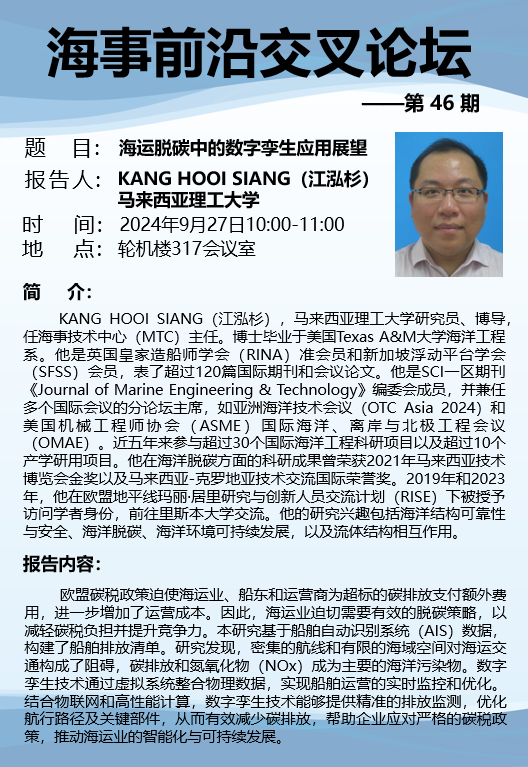 海事前沿交叉论坛
——第 46 期
题 目： 海运脱碳中的数字孪生应用展望
报告人： KANG HOOI SIANG（江泓杉）
马来西亚理工大学
时 间： 2024年9月27日10:00-11:00
地 点： 轮机楼317会议室
简 介：
KANG HOOI SIANG（江泓杉），马来西亚理工大学研究员、博导，
任海事技术中心（MTC）主任。博士毕业于美国Texas A&M大学海洋工程
系。他是英国皇家造船师学会（RINA）准会员和新加坡浮动平台学会
（SFSS）会员，表了超过120篇国际期刊和会议论文。他是SCI一区期刊
《Journal of Marine Engineering & Technology》编委会成员，并兼任
多个国际会议的分论坛主席，如亚洲海洋技术会议（OTC Asia 2024）和
美国机械工程师协会（ASME）国际海洋、离岸与北极工程会议
（OMAE）。近五年来参与超过30个国际海洋工程科研项目以及超过10个
产学研用项目。他在海洋脱碳方面的科研成果曾荣获2021年马来西亚技术
博览会金奖以及马来西亚-克罗地亚技术交流国际荣誉奖。2019年和2023
年，他在欧盟地平线玛丽·居里研究与创新人员交流计划（RISE）下被授予
访问学者身份，前往里斯本大学交流。他的研究兴趣包括海洋结构可靠性
与安全、海洋脱碳、海洋环境可持续发展，以及流体结构相互作用。
报告内容：
欧盟碳税政策迫使海运业、船东和运营商为超标的碳排放支付额外费
用，进一步增加了运营成本。因此，海运业迫切需要有效的脱碳策略，以
减轻碳税负担并提升竞争力。本研究基于船舶自动识别系统（AIS）数据，
构建了船舶排放清单。研究发现，密集的航线和有限的海域空间对海运交
通构成了阻碍，碳排放和氮氧化物（NOx）成为主要的海洋污染物。数字
孪生技术通过虚拟系统整合物理数据，实现船舶运营的实时监控和优化。
结合物联网和高性能计算，数字孪生技术能够提供精准的排放监测，优化
航行路径及关键部件，从而有效减少碳排放，帮助企业应对严格的碳税政
策，推动海运业的智能化与可持续发展。